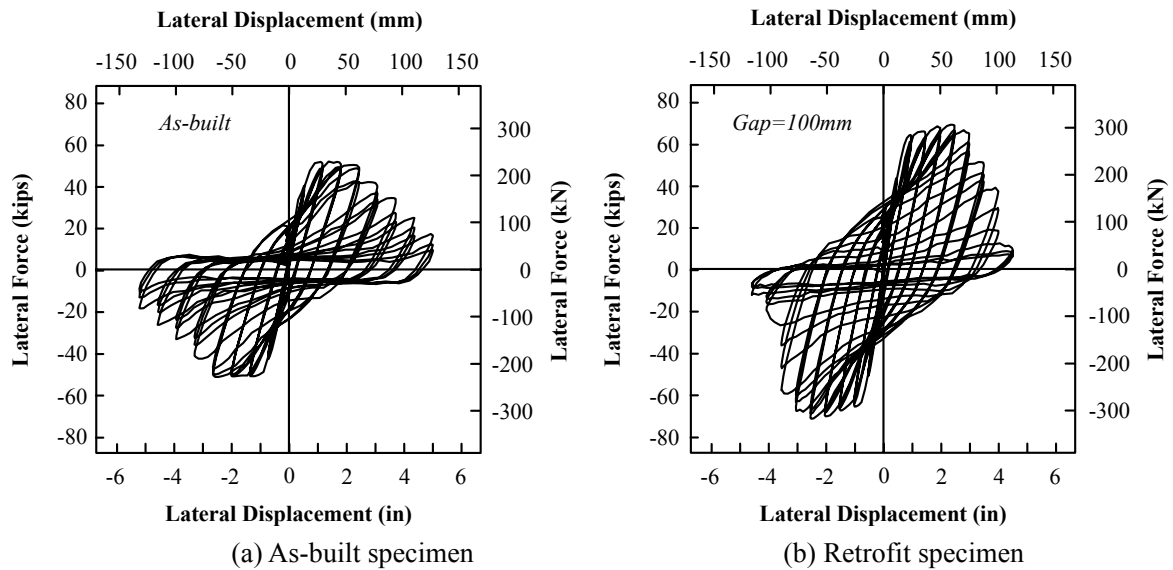 Lateral Displacement (mm)
-150 -100 -50 0 50 100 150
80
60
40
20
0
-20
-40
-60
-80
Lateral Force (kips)
As-built
300
200
100
0
-100
-200
-300
Lateral Force (kN)
-6 -4 -2 0 2 4 6
Lateral Displacement (in)
(a) As-built specimen
Lateral Displacement (mm)
-150 -100 -50 0 50 100 150
80
60
40
20
0
-20
-40
-60
-80
Lateral Force (kips)
Gap=100mm
300
200
100
0
-100
-200
-300
Lateral Force (kN)
-6 -4 -2 0 2 4 6
Lateral Displacement (in)
(b) Retrofit specimen